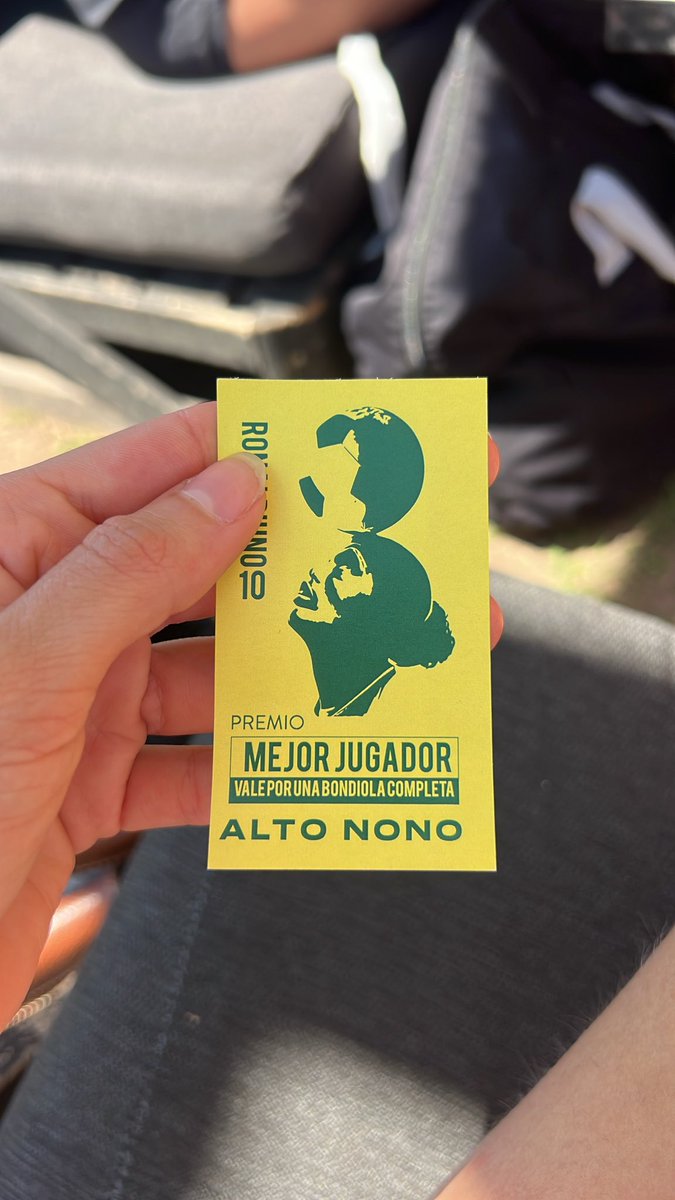 10
PREMIO
MEJOR JUGADOR
VALE POR UNA BONDIOLA COMPLETA
ALTO NONO